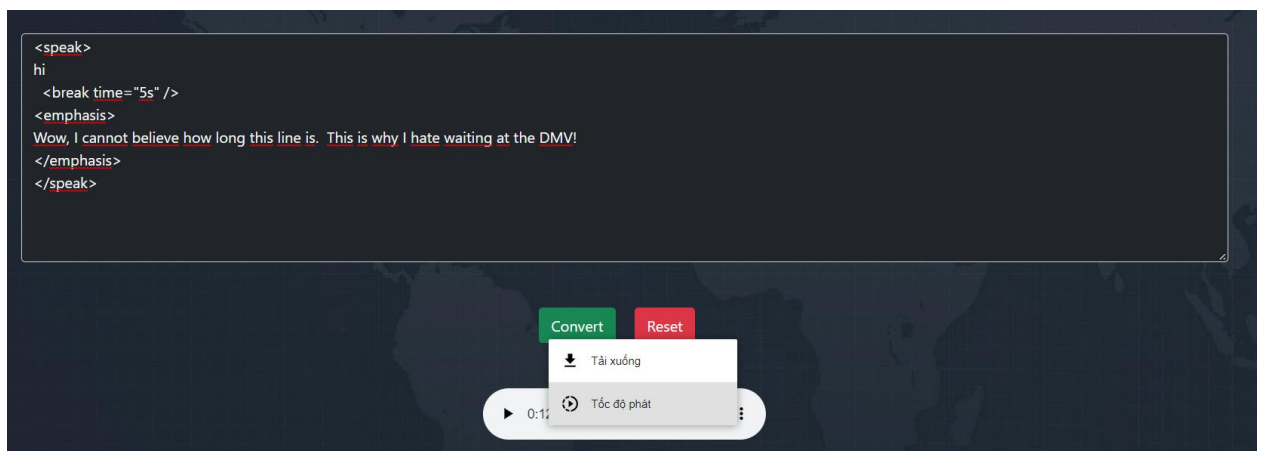 <speak>
hi
<break time="5s" />
<emphasis>
Wow, I cannot believe how long this line is.  This is why I hate waiting at the DMV!
</emphasis>
</speak>
Convert Reset
Tải xuống
Tốc độ phát